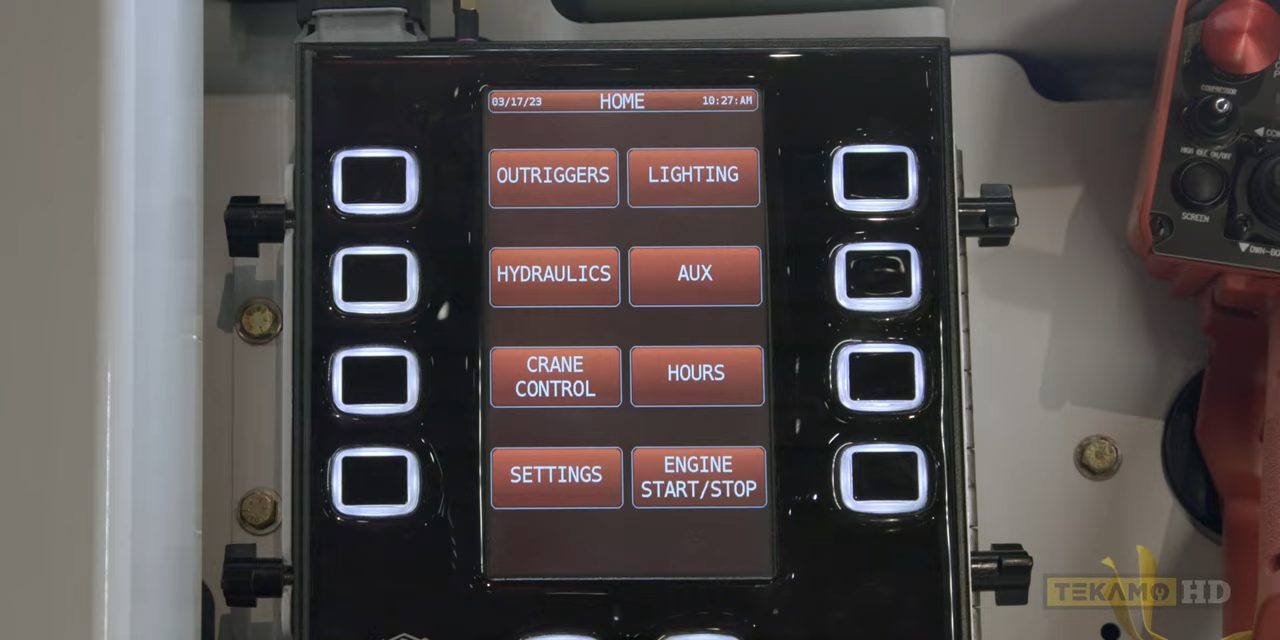 03/17/23 HOME 10:27:AM
OUTRIGGERS LIGHTING
HYDRAULICS AUX
CRANE
CONTROL
HOURS
SETTINGS
ENGINE
START/STOP
COMPRESSOR
HIGH IDLE ON/OFF
SCREEN
TEKAMO HD